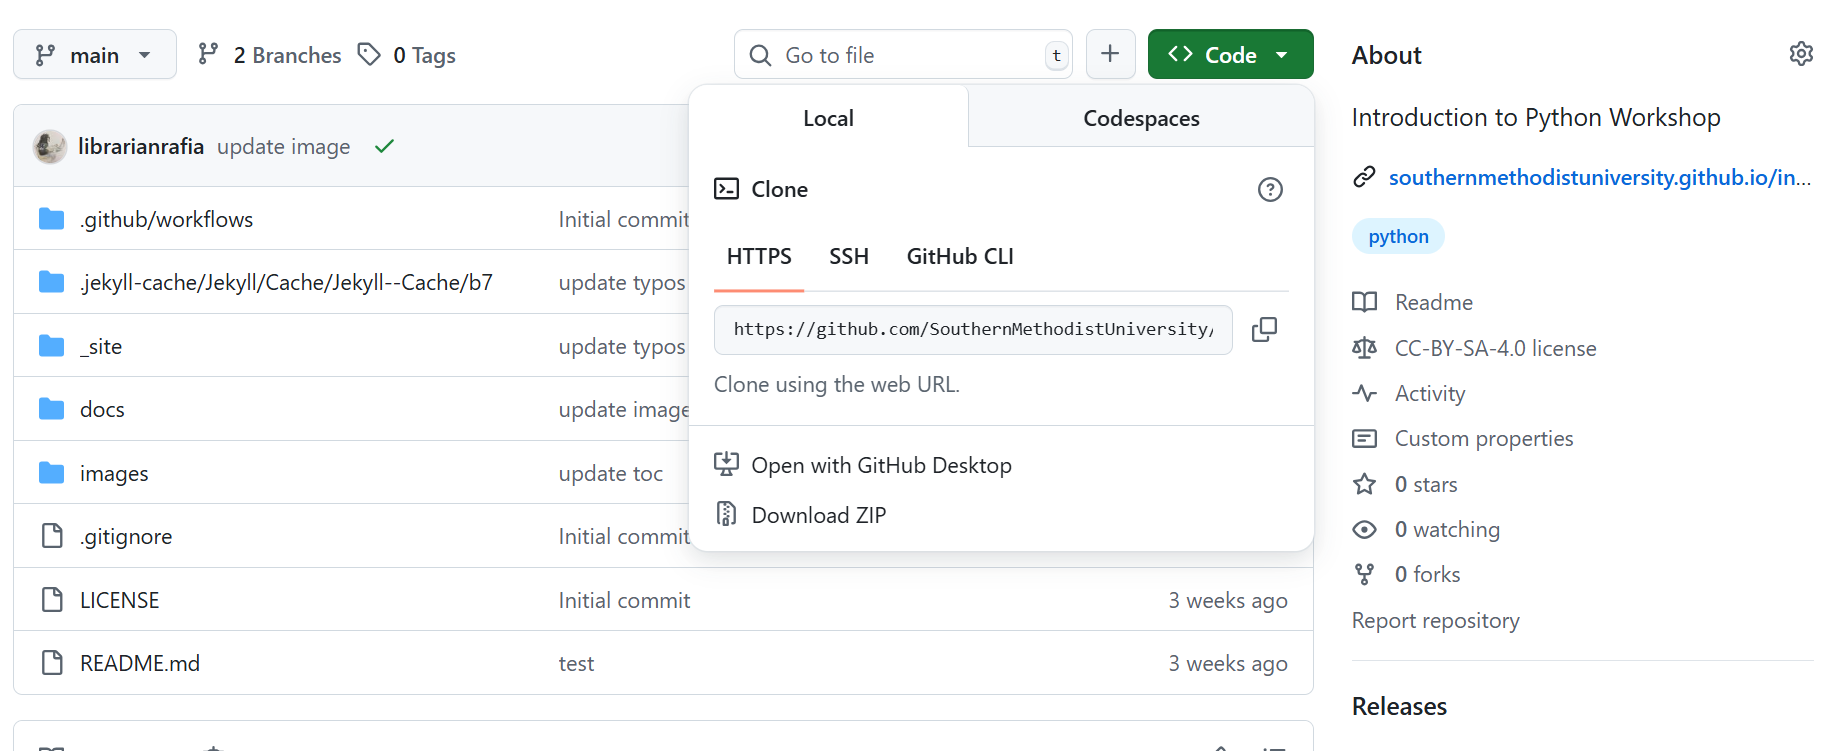 main
2 Branches
0 Tags
Go to file
t
Code
librarianrafia update image
.github/workflows
Initial commit
.jekyll-cache/Jekyll/Cache/Jekyll--Cache/b7
update typos
_site
update typos
docs
update image
images
update toc
.gitignore
Initial commit
LICENSE
Initial commit
3 weeks ago
README.md
test
3 weeks ago
Local
Codespaces
Clone
HTTPS
SSH
GitHub CLI
https://github.com/SouthernMethodistUniversity/
Clone using the web URL.
Open with GitHub Desktop
Download ZIP
About
Introduction to Python Workshop
southernmethodistuniversity.github.io/in...
python
Readme
CC-BY-SA-4.0 license
Activity
Custom properties
0 stars
0 watching
0 forks
Report repository
Releases